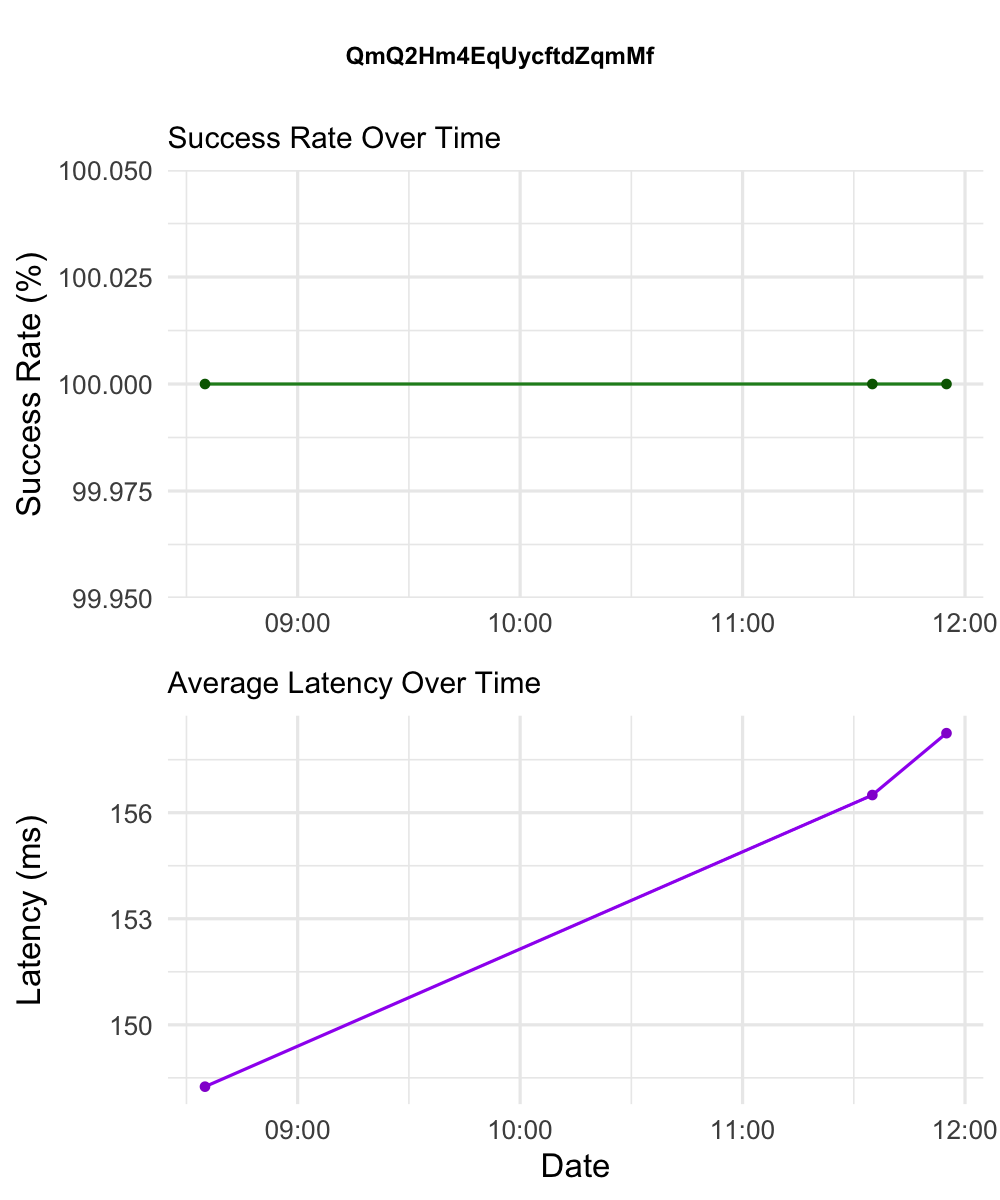 QmQ2Hm4EqUycftdZqmMf
Success Rate Over Time
Success Rate (%)
100.050
100.025
100.000
99.975
99.950
09:00 10:00 11:00 12:00
Average Latency Over Time
Latency (ms)
156
153
150
09:00 10:00 11:00 12:00
Date